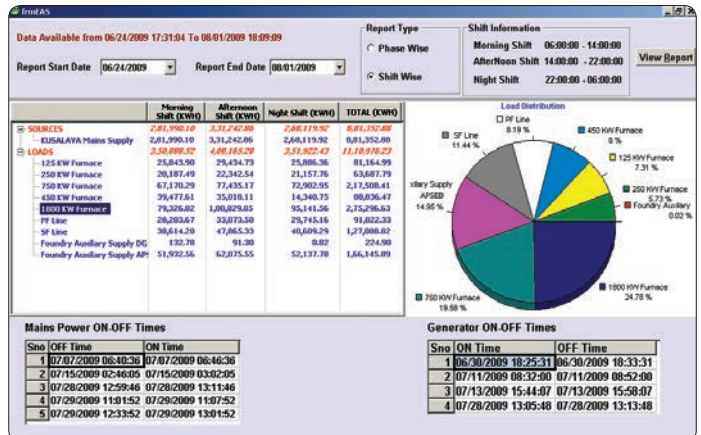 frmEAS
Data Available from 06/24/2009 17:31:04 To 08/01/2009 18:09:09
Report Start Date 06/24/2009 Report End Date 08/01/2009
Report Type
Phase Wise
Shift Wise
Shift Information
Morning Shift 06:00:00 - 14:00:00
AfterNoon Shift 14:00:00 - 22:00:00
Night Shift 22:00:00 - 06:00:00
View Report
Morning Shift (KWH) Afternoon Shift (KWH) Night Shift (KWH) TOTAL (KWH)
SOURCES 2,81,990.10 3,31,242.86 2,68,119.92 8,81,352.88
KUSALAYA Mains Supply 2,81,990.10 3,31,242.86 2,68,119.92 8,81,352.88
LOADS 3,50,888.52 4,08,165.28 3,51,922.43 11,10,976.23
125 KW Furnace 25,843.90 29,434.73 25,886.36 81,164.99
250 KW Furnace 20,187.49 22,342.54 21,157.76 63,687.79
750 KW Furnace 67,170.29 77,435.17 72,902.95 2,17,508.41
450 KW Furnace 39,477.61 35,018.11 14,340.75 88,836.47
1800 KW Furnace 79,326.02 1,00,829.05 95,141.56 2,75,296.63
PF Line 28,203.67 33,073.50 29,745.16 91,022.33
SF Line 38,614.20 47,865.33 40,609.29 1,27,088.82
Foundry Auxilary Supply DG 132.78 91.30 0.82 224.90
Foundry Auxilary Supply AP 51,932.56 62,075.55 52,137.78 1,66,145.89
Load Distribution
PF Line
8.19 %
SF Line
11.44 %
450 KW Furnace
8 %
125 KW Furnace
7.31 %
250 KW Furnace
5.73 %
Foundry Auxilary
0.02 %
xilary Supply
APSEB
14.95 %
750 KW Furnace
19.58 %
1800 KW Furnace
24.78 %
Mains Power ON-OFF Times
Sno OFF Time ON Time
1 07/07/2009 06:40:36 07/07/2009 06:46:36
2 07/15/2009 02:46:05 07/15/2009 03:02:05
3 07/28/2009 12:59:46 07/28/2009 13:11:46
4 07/29/2009 11:01:52 07/29/2009 11:07:52
5 07/29/2009 12:33:52 07/29/2009 13:01:52
Generator ON-OFF Times
Sno ON Time OFF Time
1 06/30/2009 18:25:31 06/30/2009 18:33:31
2 07/11/2009 08:32:00 07/11/2009 08:52:00
3 07/13/2009 15:44:07 07/13/2009 15:58:07
4 07/28/2009 13:05:48 07/28/2009 13:13:48